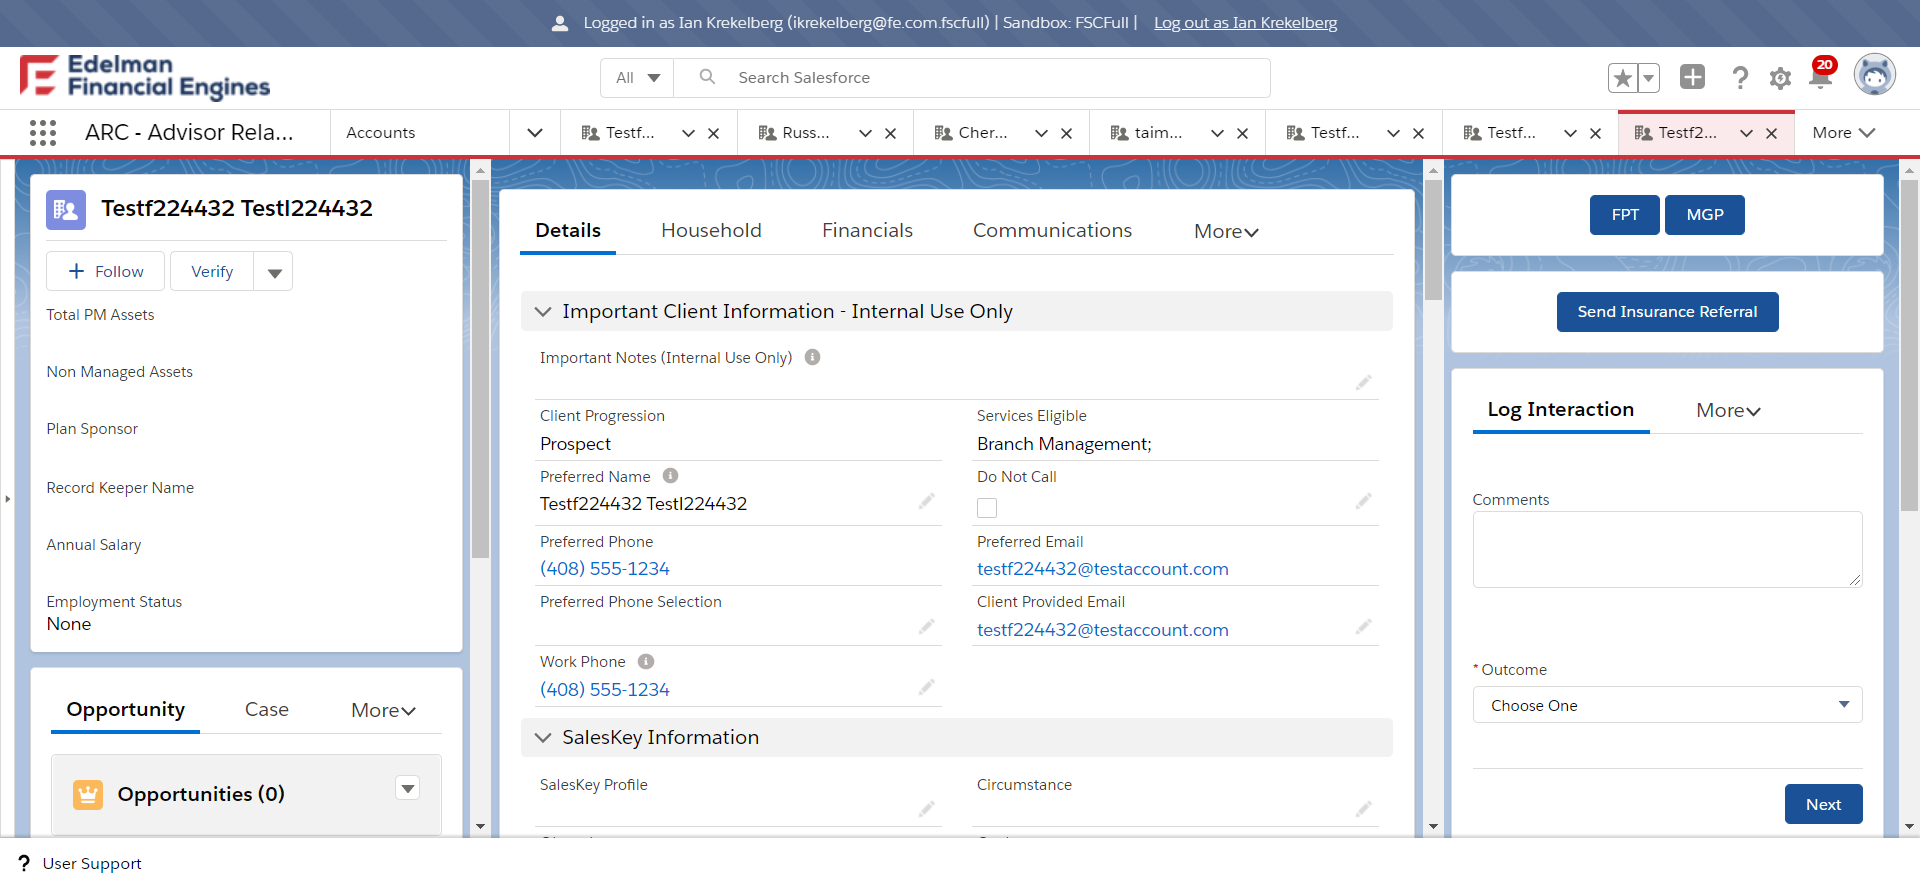 Logged in as Ian Krekelberg (ikrekelberg@fe.com.fscfull) | Sandbox: FSCFull | Log out as Ian Krekelberg
Edelman
Financial Engines
All
Search Salesforce
20
ARC - Advisor Rela...
Accounts
Testf...
Russ...
Cher...
taim...
Testf...
Testf...
Testf2...
More
Testf224432 Testl224432
Follow
Verify
Total PM Assets
Non Managed Assets
Plan Sponsor
Record Keeper Name
Annual Salary
Employment Status
None
Opportunity
Case
More
Opportunities (0)
Details
Household
Financials
Communications
More
Important Client Information - Internal Use Only
Important Notes (Internal Use Only)
Client Progression
Prospect
Services Eligible
Branch Management;
Preferred Name
Testf224432 Testl224432
Do Not Call
Preferred Phone
(408) 555-1234
Preferred Email
testf224432@testaccount.com
Preferred Phone Selection
Client Provided Email
testf224432@testaccount.com
Work Phone
(408) 555-1234
SalesKey Information
SalesKey Profile
Circumstance
FPT
MGP
Send Insurance Referral
Log Interaction
More
Comments
* Outcome
Choose One
Next
? User Support